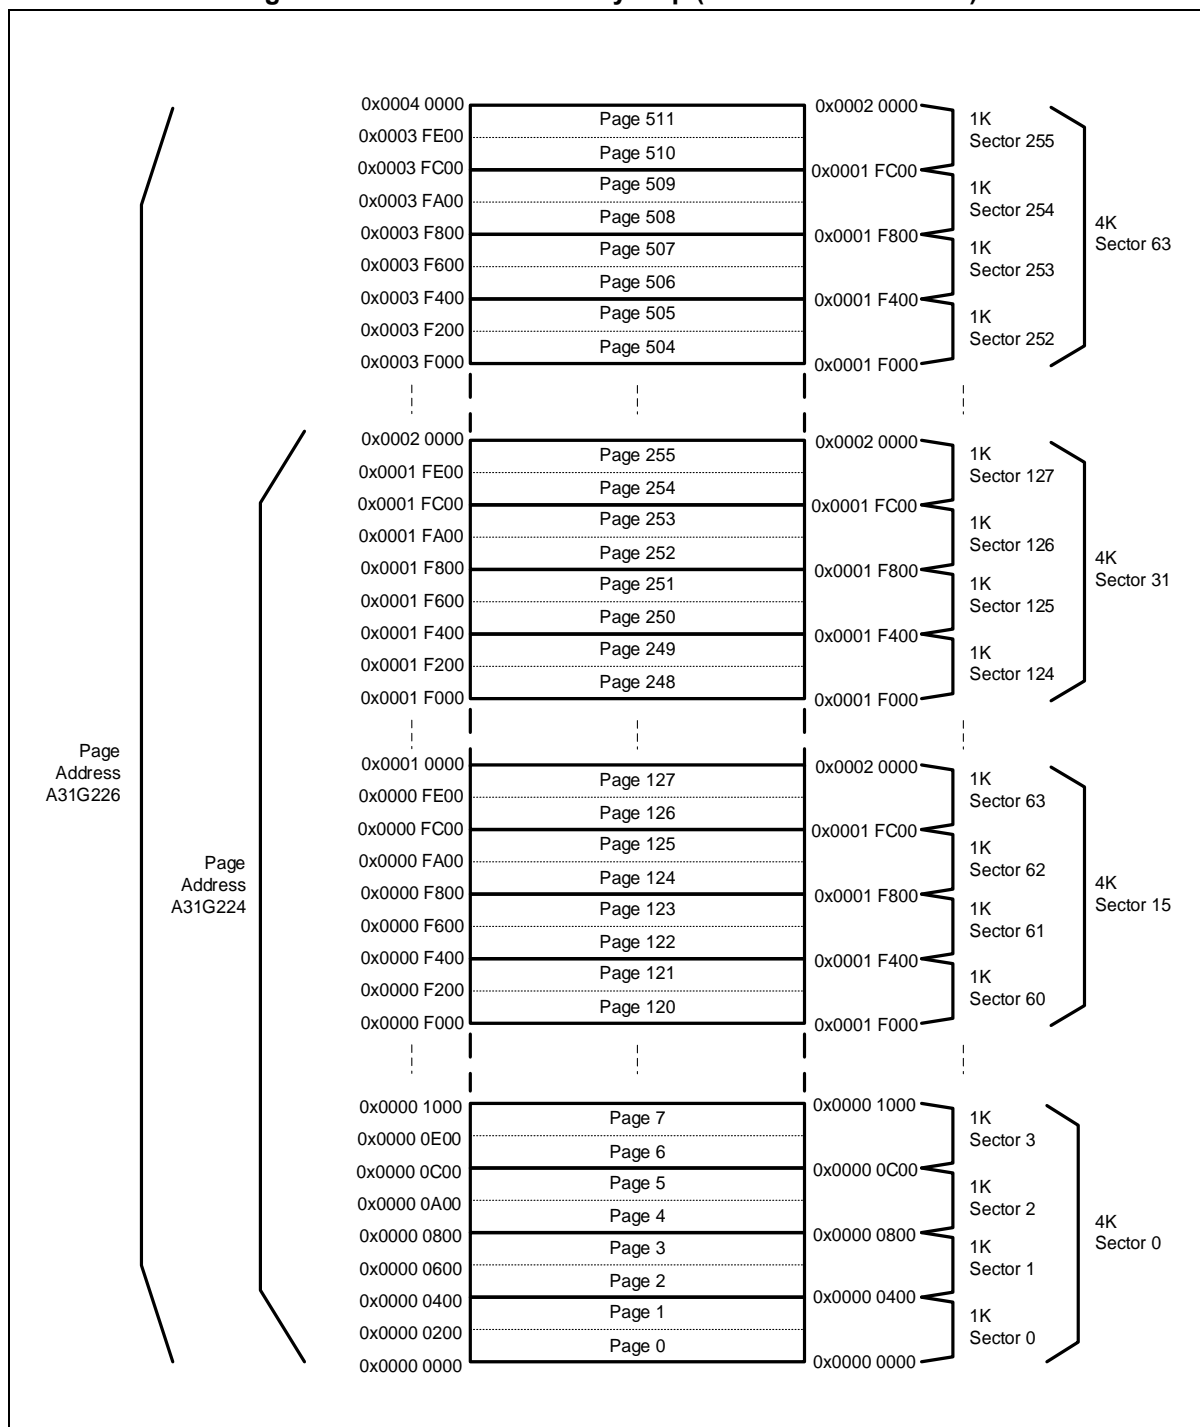 0x0004 0000
Page 511
0x0002 0000
1K
Sector 255
0x0003 FE00
Page 510
0x0003 FC00
0x0001 FC00
Page 509
1K
Sector 254
0x0003 FA00
Page 508
0x0003 F800
0x0001 F800
4K
Sector 63
Page 507
1K
Sector 253
0x0003 F600
Page 506
0x0003 F400
0x0001 F400
Page 505
1K
Sector 252
0x0003 F200
Page 504
0x0003 F000
0x0001 F000
0x0002 0000
Page 255
0x0002 0000
1K
Sector 127
0x0001 FE00
Page 254
0x0001 FC00
0x0001 FC00
Page 253
1K
Sector 126
0x0001 FA00
Page 252
0x0001 F800
0x0001 F800
4K
Sector 31
Page 251
1K
Sector 125
0x0001 F600
Page 250
0x0001 F400
0x0001 F400
Page 249
1K
Sector 124
0x0001 F200
Page 248
0x0001 F000
0x0001 F000
Page
Address
A31G226
0x0001 0000
Page 127
0x0002 0000
1K
Sector 63
0x0000 FE00
Page 126
0x0000 FC00
0x0001 FC00
Page 125
1K
Sector 62
0x0000 FA00
Page
Address
A31G224
Page 124
0x0000 F800
0x0001 F800
4K
Sector 15
Page 123
1K
Sector 61
0x0000 F600
Page 122
0x0000 F400
0x0001 F400
Page 121
1K
Sector 60
0x0000 F200
Page 120
0x0000 F000
0x0001 F000
0x0000 1000
Page 7
0x0000 1000
1K
Sector 3
0x0000 0E00
Page 6
0x0000 0C00
0x0000 0C00
Page 5
1K
Sector 2
0x0000 0A00
Page 4
0x0000 0800
0x0000 0800
4K
Sector 0
Page 3
1K
Sector 1
0x0000 0600
Page 2
0x0000 0400
0x0000 0400
Page 1
1K
Sector 0
0x0000 0200
Page 0
0x0000 0000
0x0000 0000